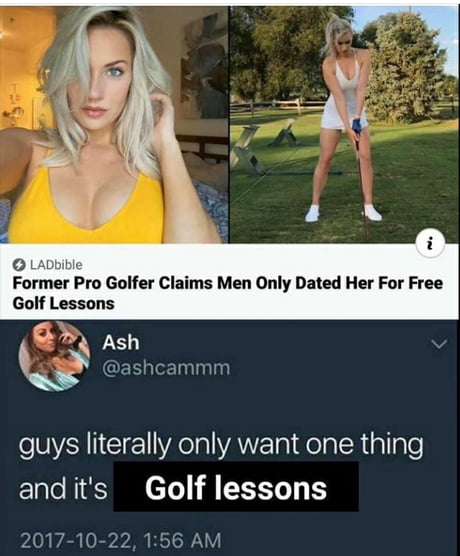 i
LADbible
Former Pro Golfer Claims Men Only Dated Her For Free
Golf Lessons
Ash
@ashcammm
guys literally only want one thing
and it's Golf lessons
2017-10-22, 1:56 AM